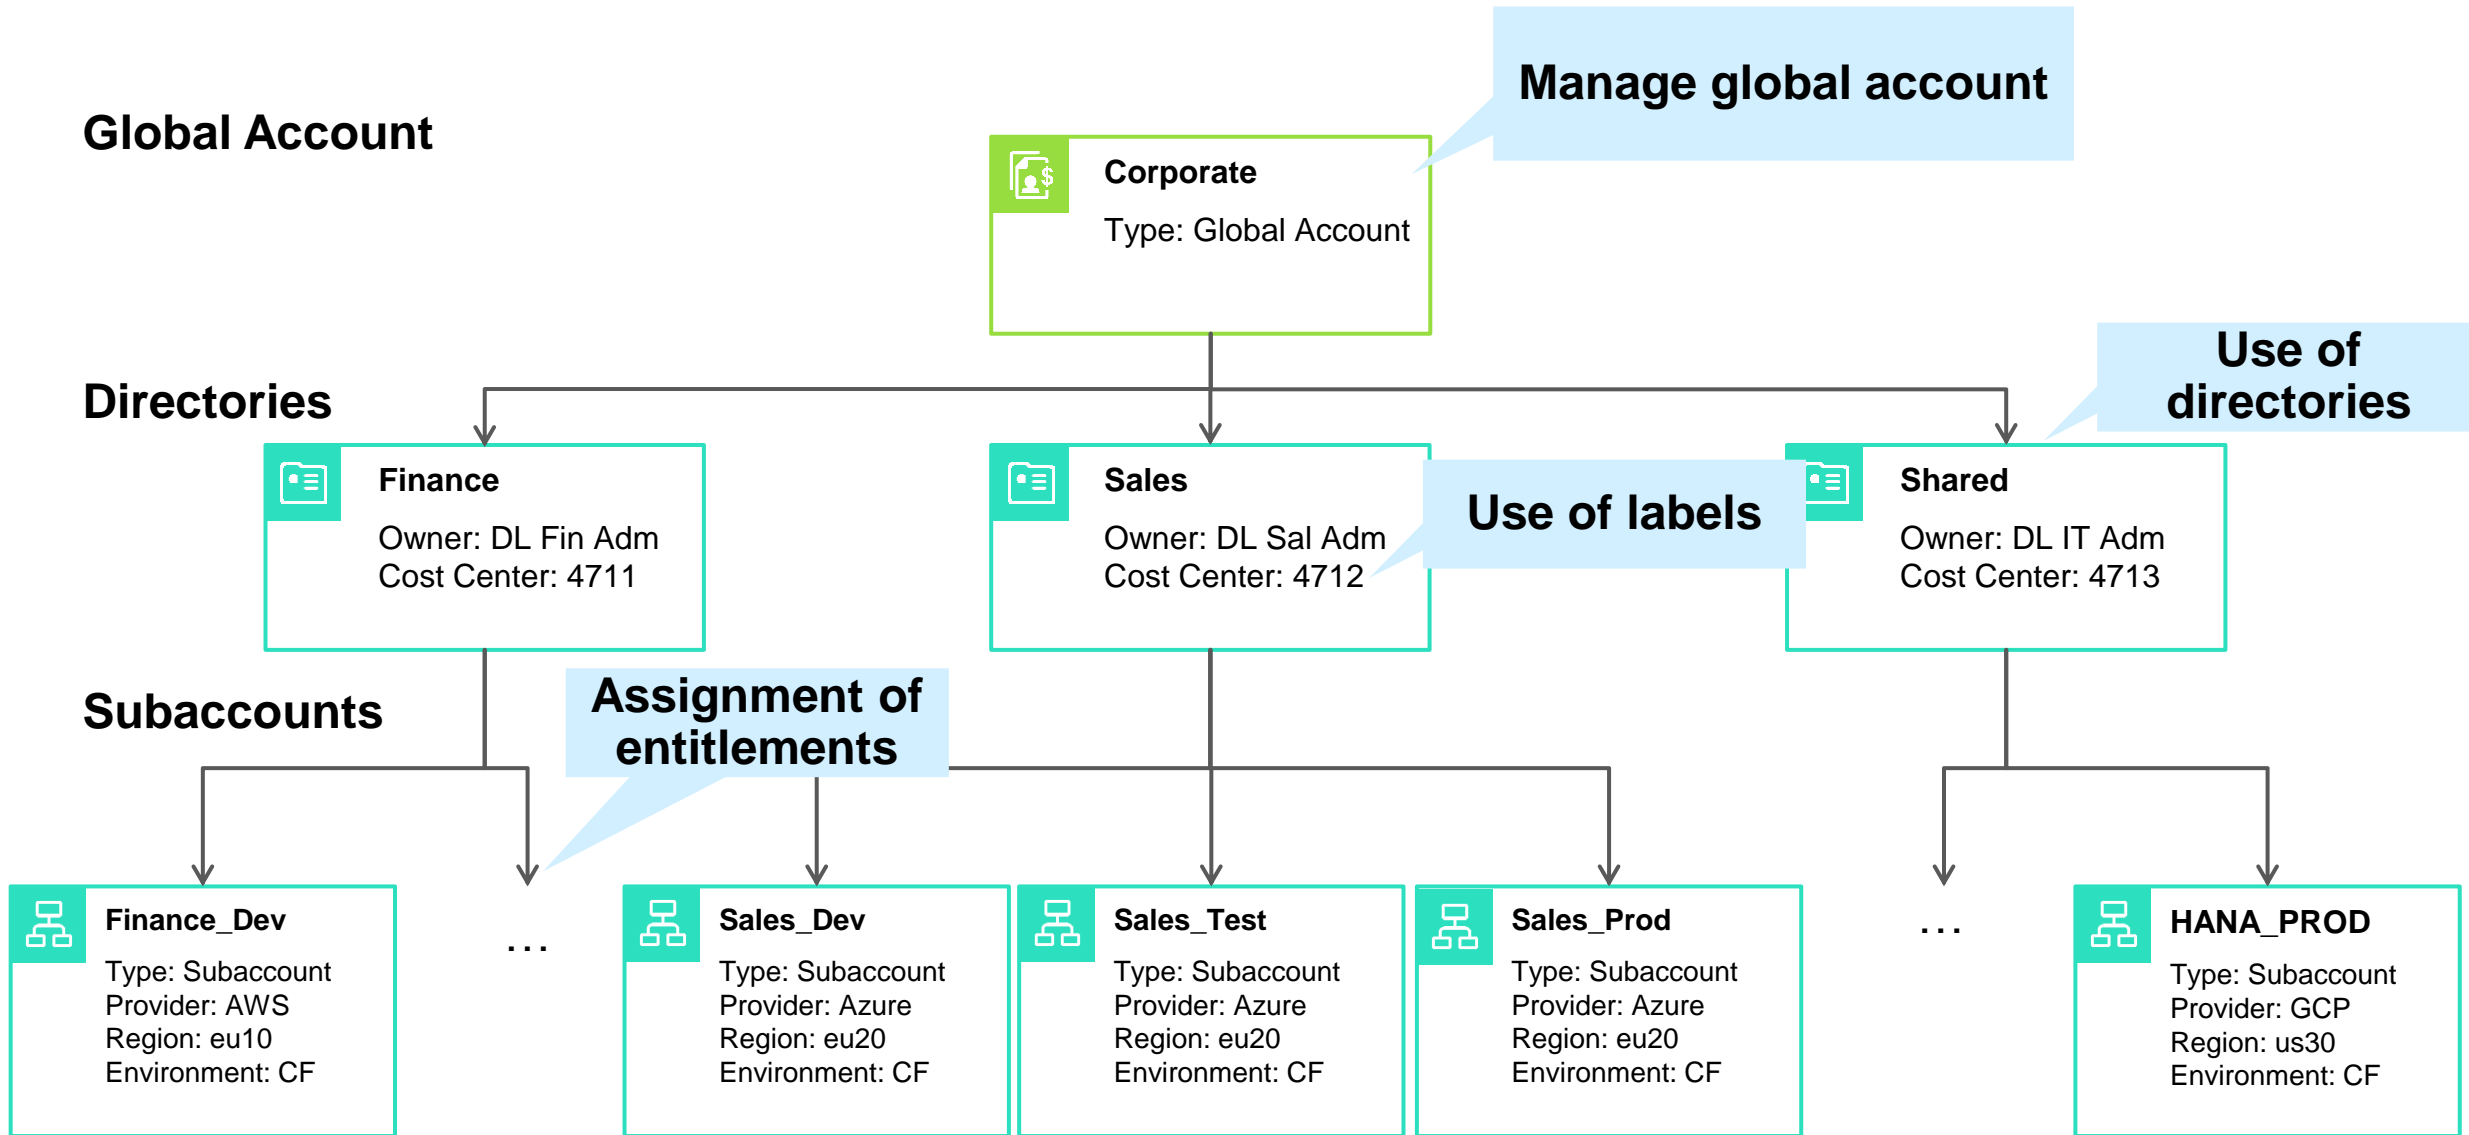 Manage global account
Global Account
Corporate
Type: Global Account
Use of
directories
Directories
Finance
Owner: DL Fin Adm
Cost Center: 4711
Sales
Owner: DL Sal Adm
Cost Center: 4712
Use of labels
Shared
Owner: DL IT Adm
Cost Center: 4713
Subaccounts
Assignment of
entitlements
Finance_Dev
Type: Subaccount
Provider: AWS
Region: eu10
Environment: CF
...
Sales_Dev
Type: Subaccount
Provider: Azure
Region: eu20
Environment: CF
Sales_Test
Type: Subaccount
Provider: Azure
Region: eu20
Environment: CF
Sales_Prod
Type: Subaccount
Provider: Azure
Region: eu20
Environment: CF
...
HANA_PROD
Type: Subaccount
Provider: GCP
Region: us30
Environment: CF